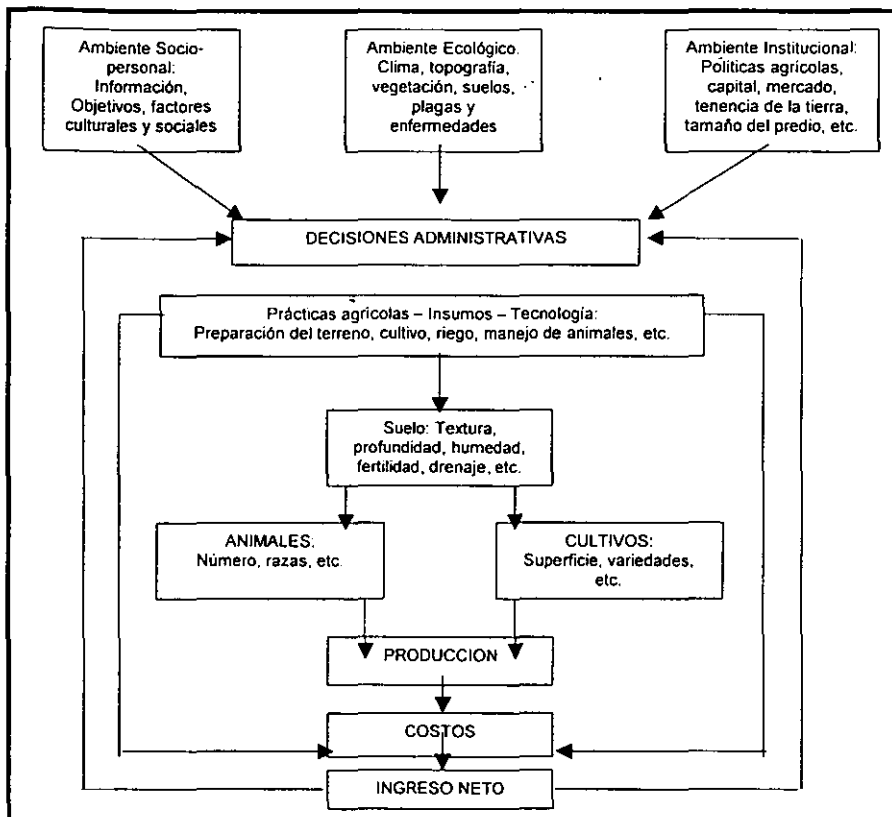 Ambiente Socio-
personal:
Información,
Objetivos, factores
culturales y sociales
Ambiente Ecológico.
Clima, topografía,
vegetación, suelos,
plagas y
enfermedades
Ambiente Institucional:
Políticas agrícolas,
capital, mercado,
tenencia de la tierra,
tamaño del predio, etc.
DECISIONES ADMINISTRATIVAS
Prácticas agrícolas – Insumos – Tecnología:
Preparación del terreno, cultivo, riego, manejo de animales, etc.
Suelo: Textura,
profundidad, humedad,
fertilidad, drenaje, etc.
ANIMALES:
Número, razas, etc.
CULTIVOS:
Superficie, variedades,
etc.
PRODUCCION
COSTOS
INGRESO NETO